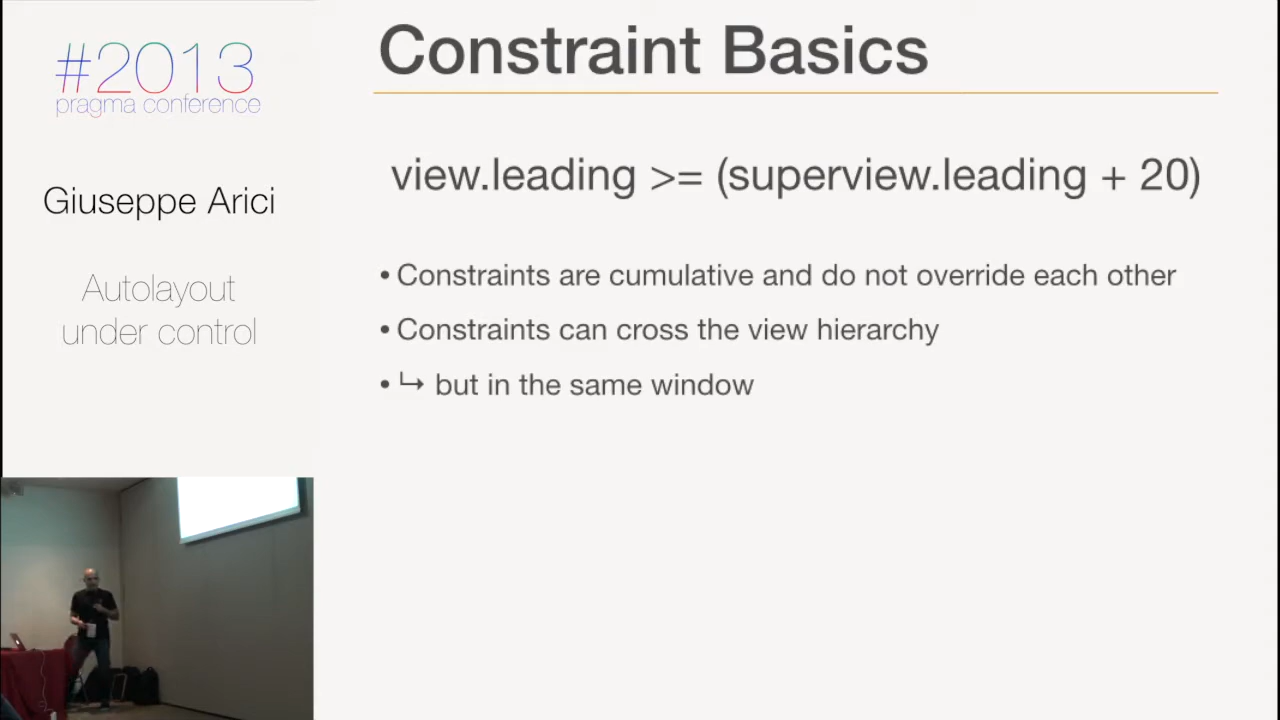 #2013
pragma conference
Giuseppe Arici
Autolayout
under control
Constraint Basics
view.leading >= (superview.leading + 20)
• Constraints are cumulative and do not override each other
• Constraints can cross the view hierarchy
• ↳ but in the same window